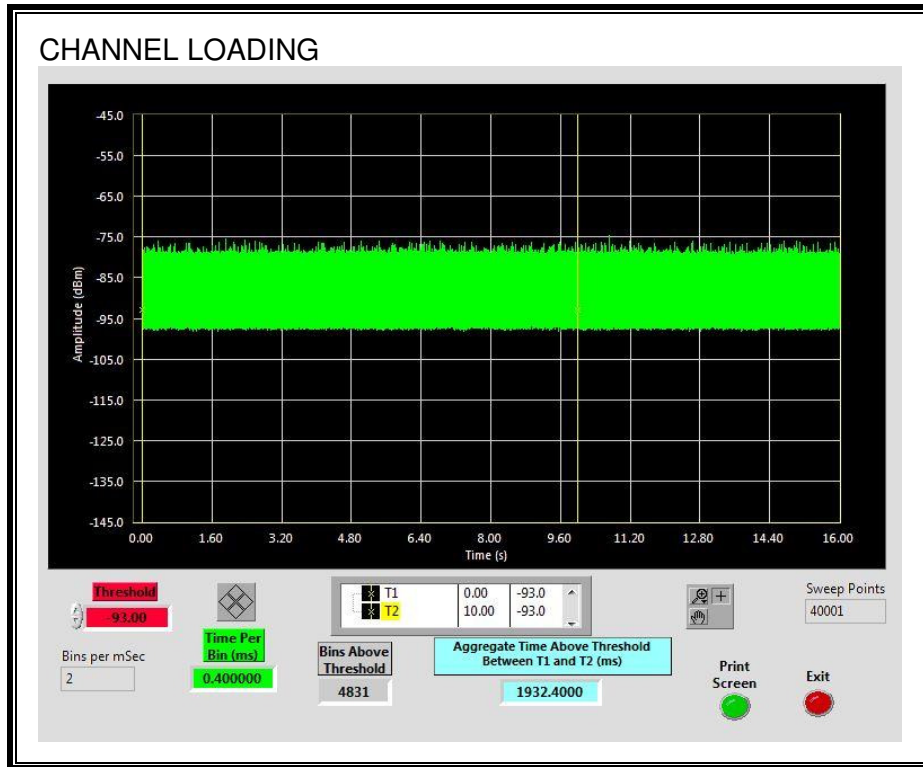 CHANNEL LOADING
-45.0
-55.0
-65.0
-75.0
-85.0
-95.0
-105.0
-115.0
-125.0
-135.0
-145.0
Amplitude (dBm)
0.00 1.60 3.20 4.80 6.40 8.00 9.60 11.20 12.80 14.40 16.00
Time (s)
Threshold
-93.00
Bins per mSec
2
Time Per
Bin (ms)
0.400000
T1 0.00 -93.0
T2 10.00 -93.0
Bins Above
Threshold
4831
Aggregate Time Above Threshold
Between T1 and T2 (ms)
1932.4000
Sweep Points
40001
Print
Screen
Exit